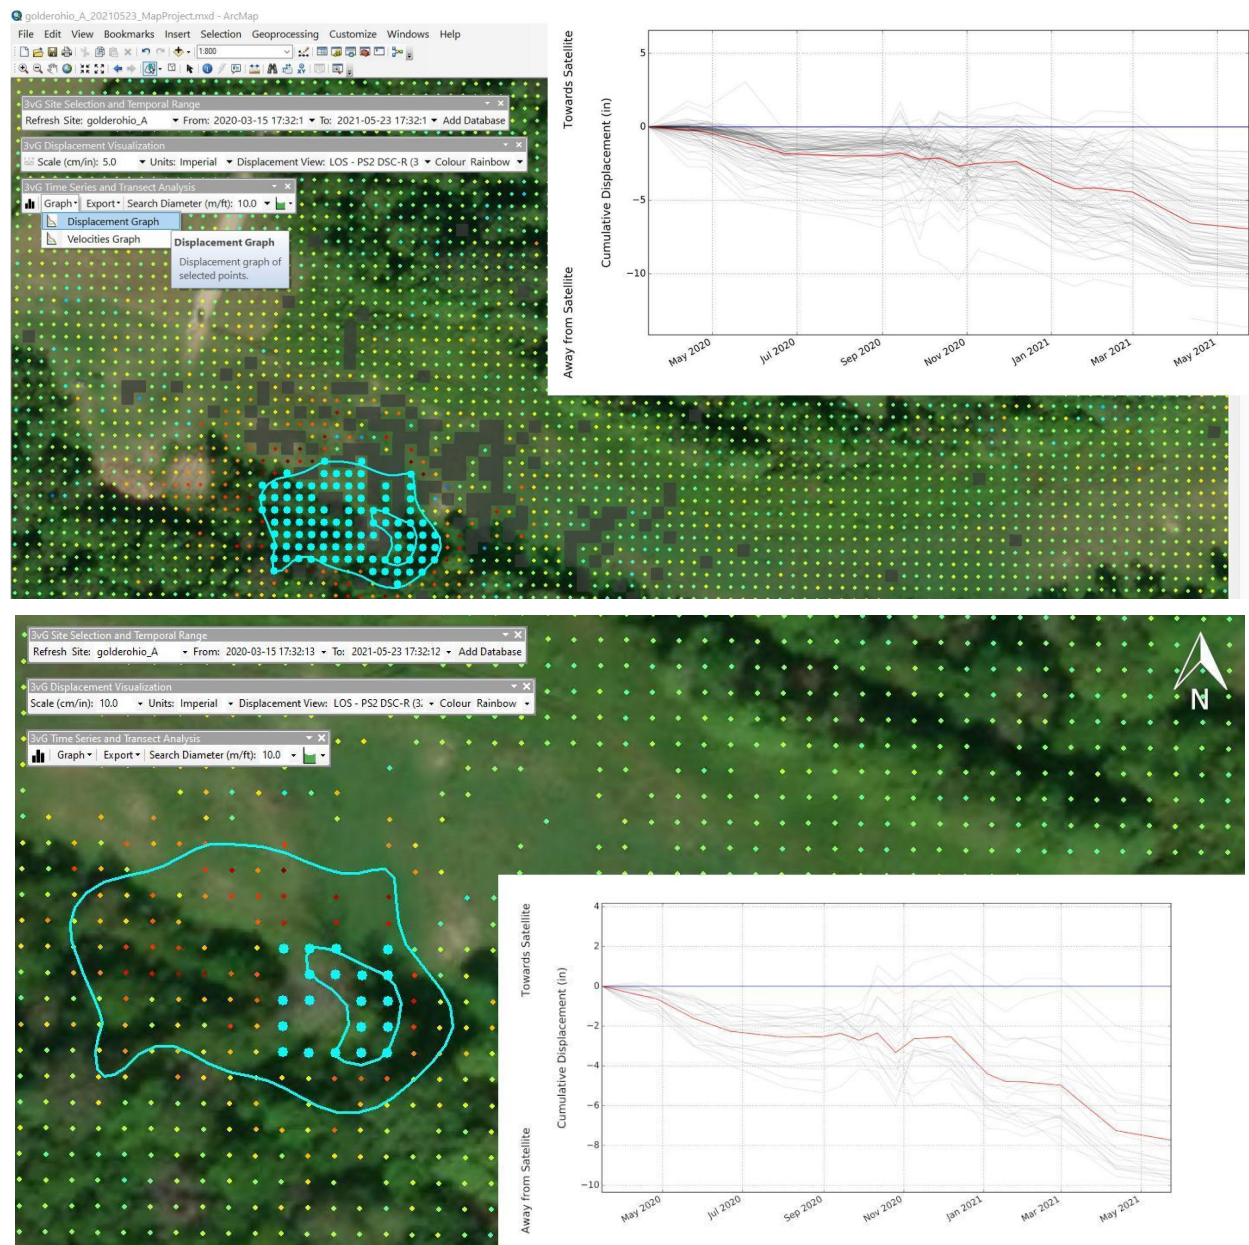 golderohio_A_20210523_MapProject.mxd - ArcMap
File Edit View Bookmarks Insert Selection Geoprocessing Customize Windows Help
1:800
3vG Site Selection and Temporal Range
Refresh Site: golderohio_A From: 2020-03-15 17:32:1 To: 2021-05-23 17:32:1 Add Database
3vG Displacement Visualization
Scale (cm/in): 5.0 Units: Imperial Displacement View: LOS - PS2 DSC-R (3 Colour Rainbow
3vG Time Series and Transect Analysis
Graph Export Search Diameter (m/ft): 10.0
Displacement Graph
Velocities Graph
Displacement Graph
Displacement graph of
selected points.
Towards Satellite
Cumulative Displacement (in)
Away from Satellite
5
0
−5
−10
May 2020 Jul 2020 Sep 2020 Nov 2020 Jan 2021 Mar 2021 May 2021
3vG Site Selection and Temporal Range
Refresh Site: golderohio_A From: 2020-03-15 17:32:13 To: 2021-05-23 17:32:12 Add Database
3vG Displacement Visualization
Scale (cm/in): 10.0 Units: Imperial Displacement View: LOS - PS2 DSC-R (3: Colour Rainbow
3vG Time Series and Transect Analysis
Graph Export Search Diameter (m/ft): 10.0
N
Towards Satellite
Cumulative Displacement (in)
Away from Satellite
4
2
0
−2
−4
−6
−8
−10
May 2020 Jul 2020 Sep 2020 Nov 2020 Jan 2021 Mar 2021 May 2021